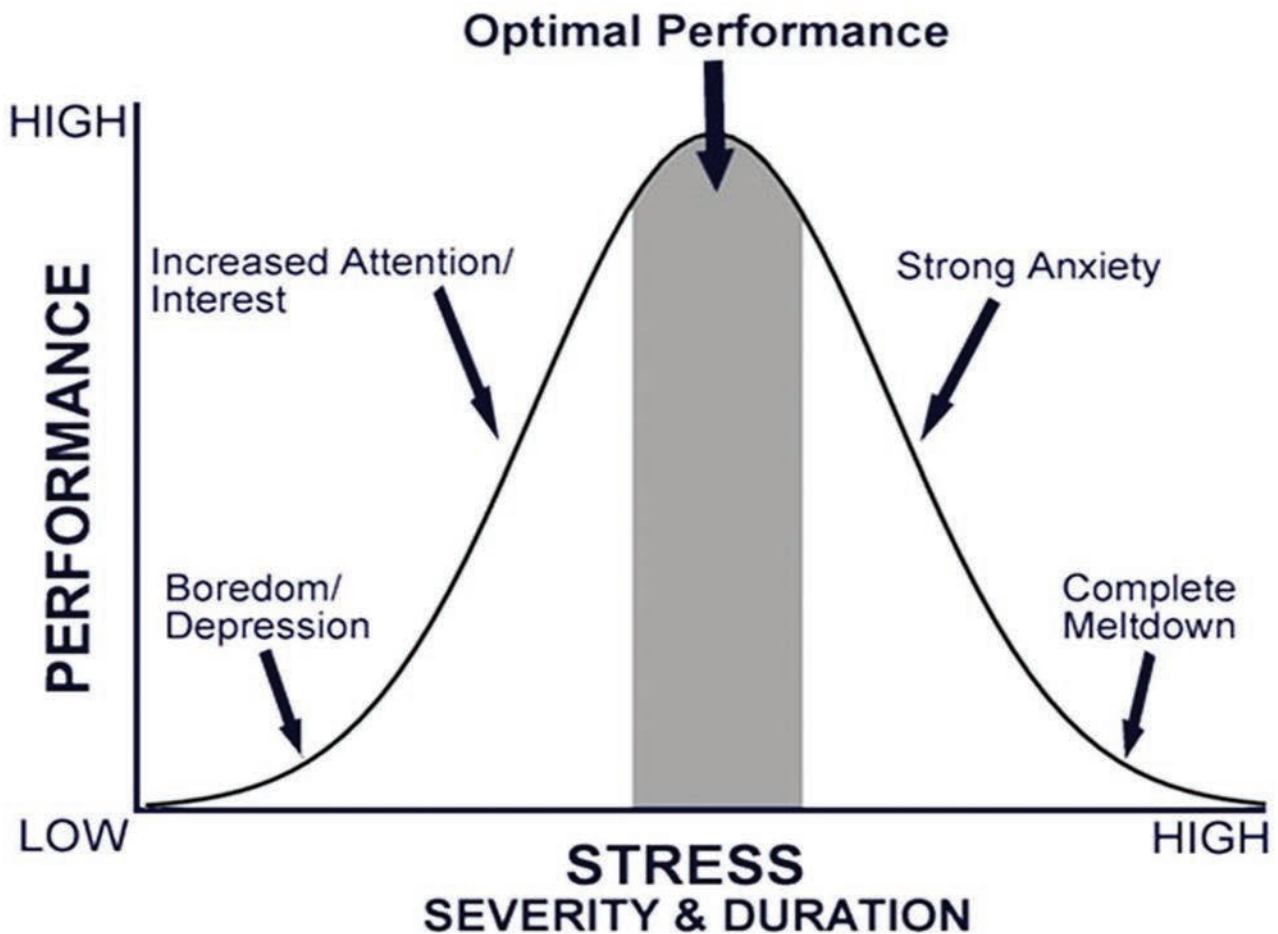 Optimal Performance
HIGH
Increased Attention/
Interest
Strong Anxiety
PERFORMANCE
Boredom/
Depression
Complete
Meltdown
LOW
HIGH
STRESS
SEVERITY & DURATION